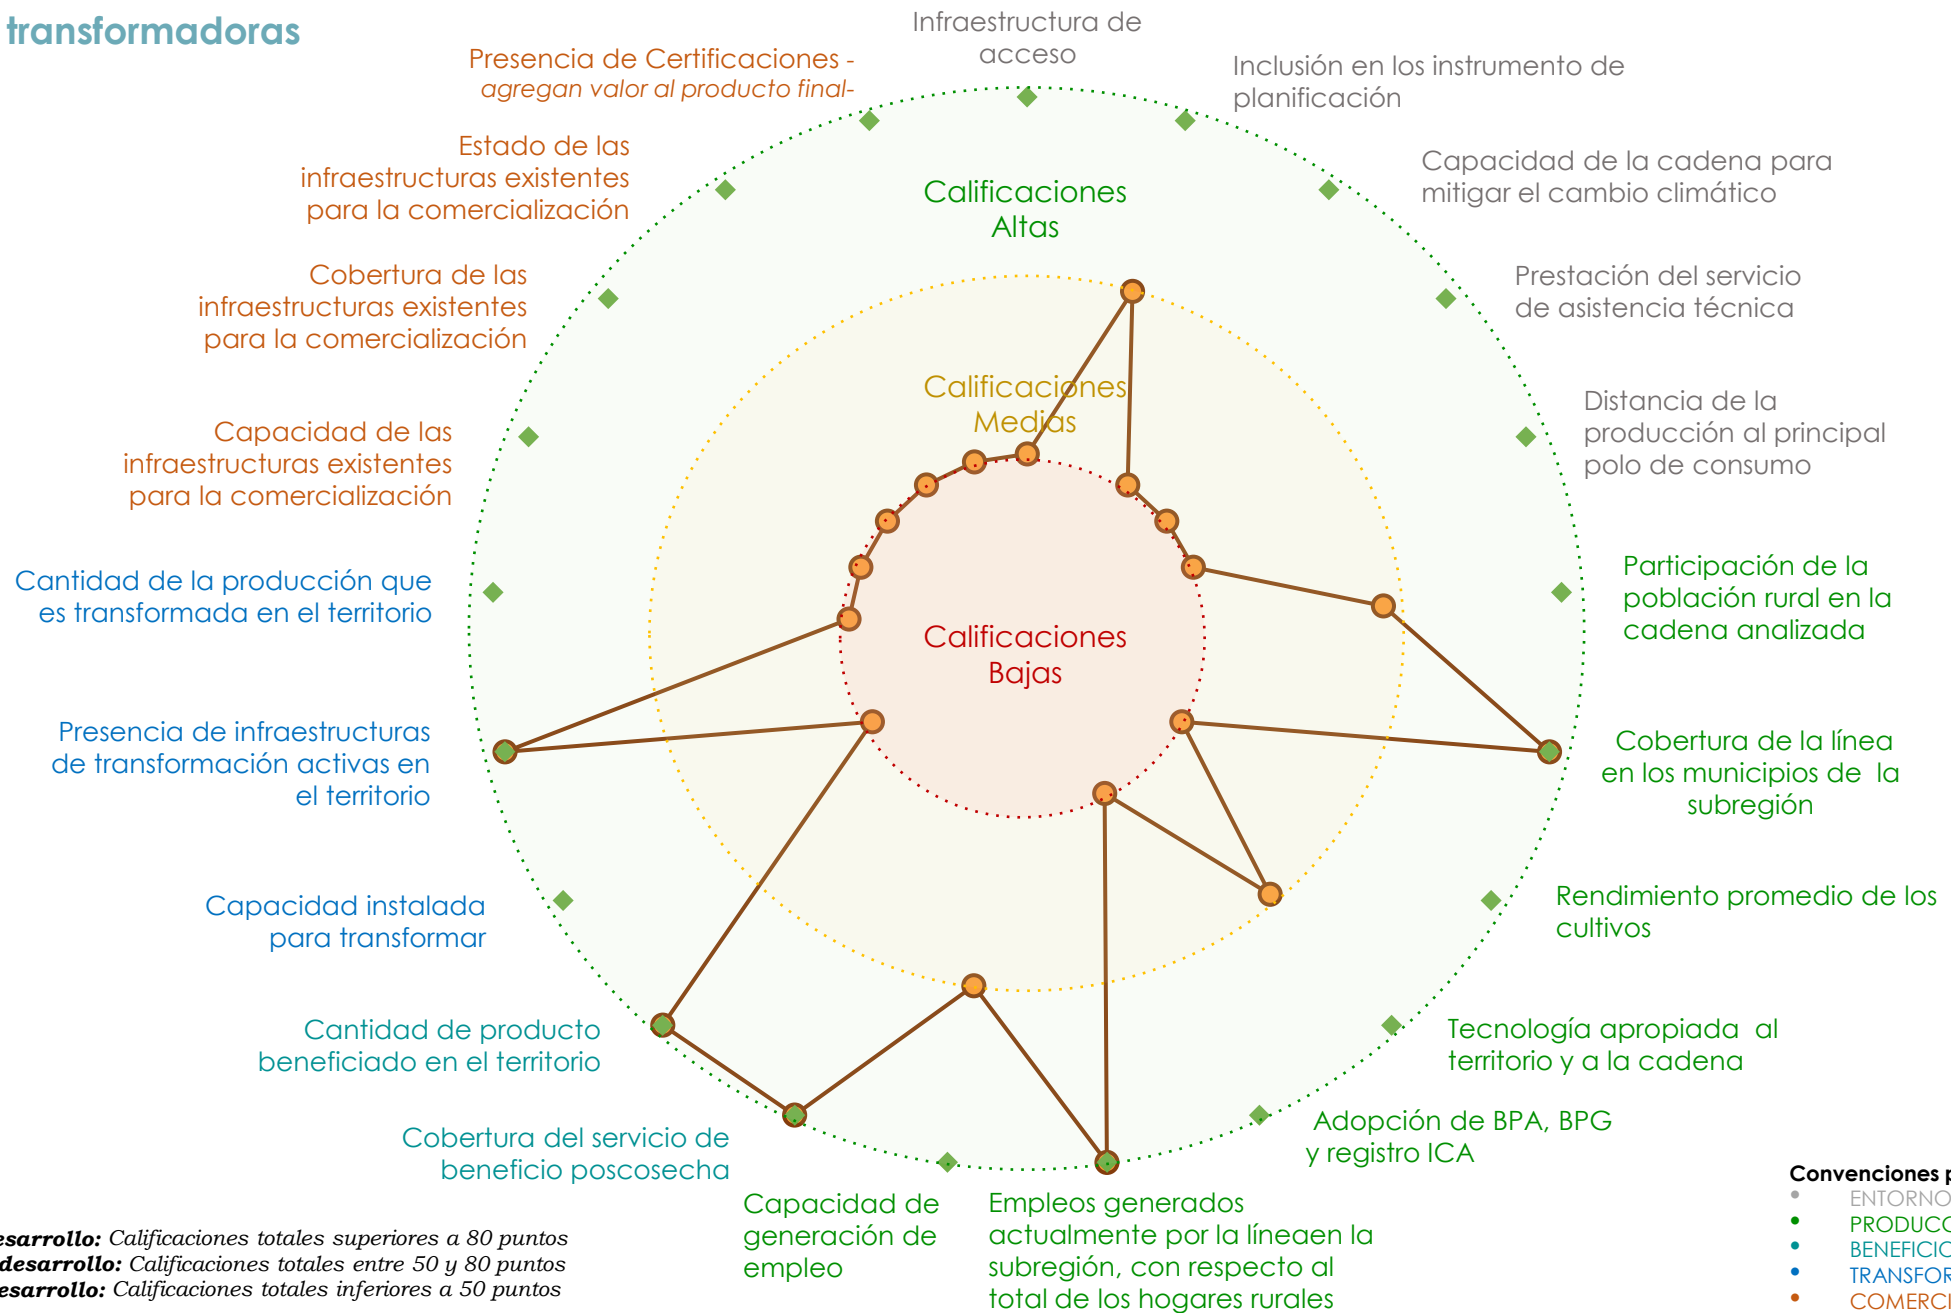 transformadoras
Infraestructura de
acceso
Inclusión en los instrumento de
planificación
Capacidad de la cadena para
mitigar el cambio climático
Prestación del servicio
de asistencia técnica
Distancia de la
producción al principal
polo de consumo
Participación de la
población rural en la
cadena analizada
Cobertura de la línea
en los municipios de la
subregión
Rendimiento promedio de los
cultivos
Tecnología apropiada al
territorio y a la cadena
Adopción de BPA, BPG
y registro ICA
Empleos generados
actualmente por la líneaen la
subregión, con respecto al
total de los hogares rurales
Capacidad de
generación de
empleo
Cobertura del servicio de
beneficio poscosecha
Cantidad de producto
beneficiado en el territorio
Capacidad instalada
para transformar
Presencia de infraestructuras
de transformación activas en
el territorio
Cantidad de la producción que
es transformada en el territorio
Capacidad de las
infraestructuras existentes
para la comercialización
Cobertura de las
infraestructuras existentes
para la comercialización
Estado de las
infraestructuras existentes
para la comercialización
Presencia de Certificaciones -
agregan valor al producto final-
Calificaciones
Altas
Calificaciones
Medias
Calificaciones
Bajas
esarrollo: Calificaciones totales superiores a 80 puntos
desarrollo: Calificaciones totales entre 50 y 80 puntos
esarrollo: Calificaciones totales inferiores a 50 puntos
Convenciones p
• ENTORNO
• PRODUCC
• BENEFICIO
• TRANSFOR
• COMERCI